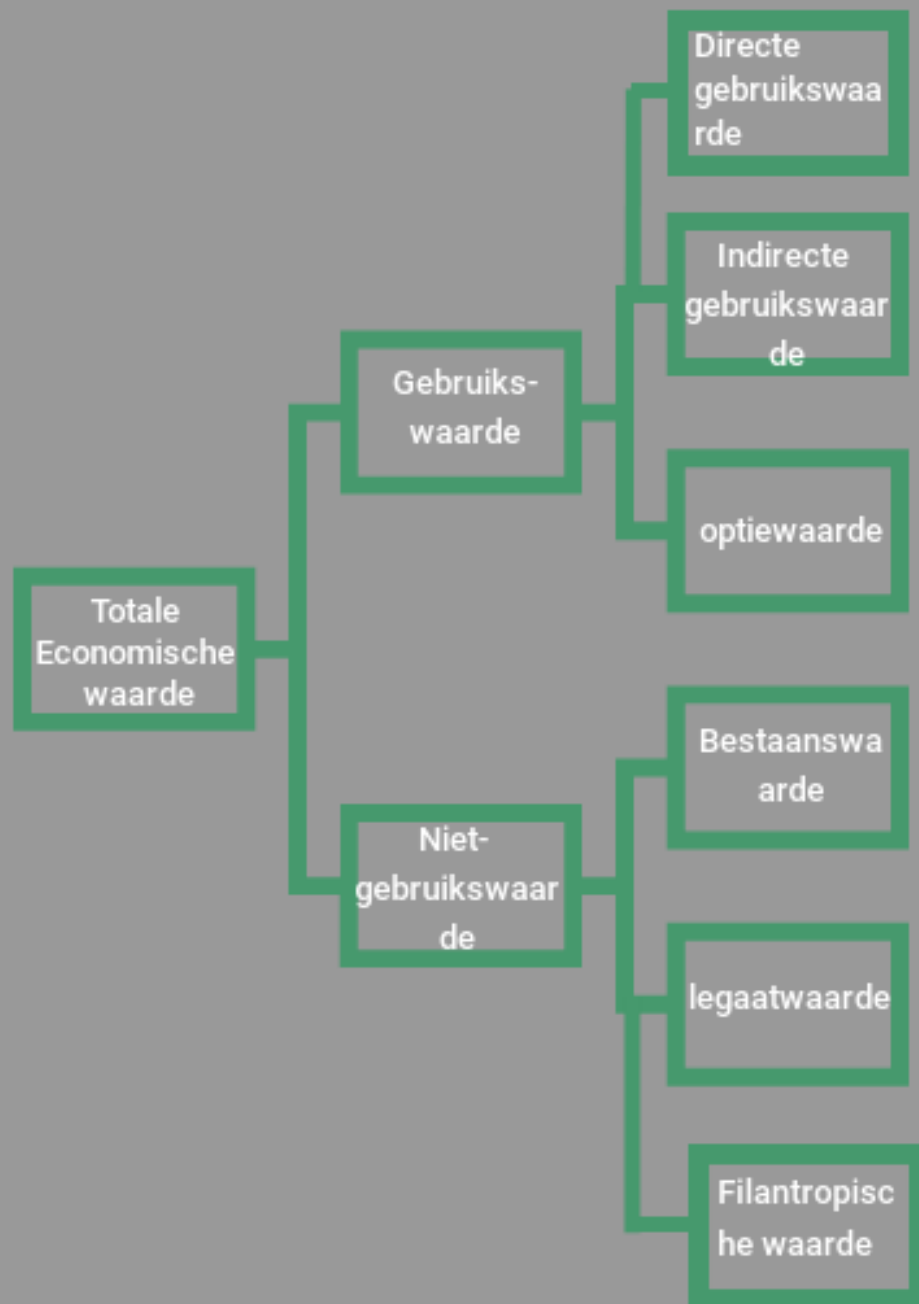 Directe
gebruikswaa
rde
Indirecte
gebruikswaar
de
Gebruiks-
waarde
optiewaarde
Totale
Economische
waarde
Bestaanswa
arde
Niet-
gebruikswaar
de
legaatwaarde
Filantropisc
he waarde